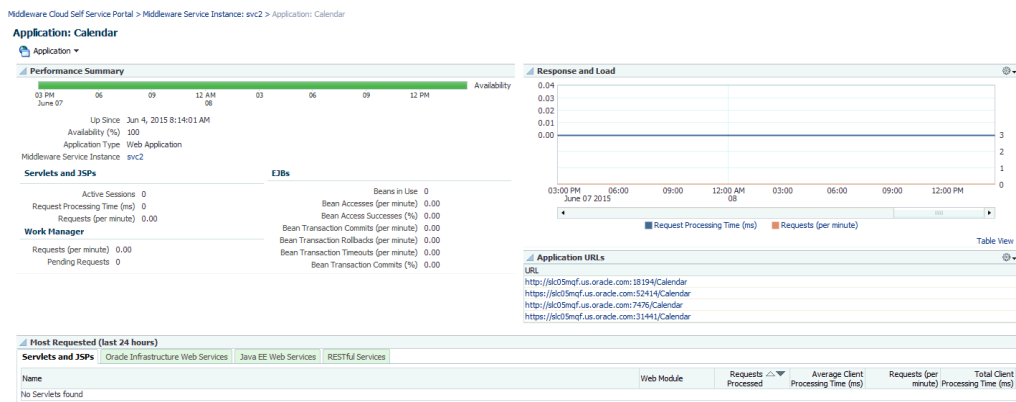 Middleware Cloud Self Service Portal > Middleware Service Instance: svc2 > Application: Calendar
Application: Calendar
Application
Performance Summary
Availability
03 PM 06 09 12 AM 03 06 09 12 PM
June 07 08
Up Since Jun 4, 2015 8:14:01 AM
Availability (%) 100
Application Type Web Application
Middleware Service Instance svc2
Servlets and JSPs
Active Sessions 0
Request Processing Time (ms) 0
Requests (per minute) 0.00
Work Manager
Requests (per minute) 0.00
Pending Requests 0
EJBs
Beans in Use 0
Bean Accesses (per minute) 0.00
Bean Access Successes (%) 0.00
Bean Transaction Commits (per minute) 0.00
Bean Transaction Rollbacks (per minute) 0.00
Bean Transaction Timeouts (per minute) 0.00
Bean Transaction Commits (%) 0.00
Response and Load
0.04
0.03
0.02
0.01
0.00 3
2
1
0
03:00 PM 06:00 09:00 12:00 AM 03:00 06:00 09:00 12:00 PM
June 07 2015 08
Request Processing Time (ms) Requests (per minute)
Table View
Application URLs
URL
http://slc05mqf.us.oracle.com:18194/Calendar
https://slc05mqf.us.oracle.com:52414/Calendar
http://slc05mqf.us.oracle.com:7476/Calendar
https://slc05mqf.us.oracle.com:31441/Calendar
Most Requested (last 24 hours)
Servlets and JSPs Oracle Infrastructure Web Services Java EE Web Services RESTful Services
Name Web Module Requests Processed Average Client Processing Time (ms) Requests (per minute) Total Client Processing Time (ms)
No Servlets found